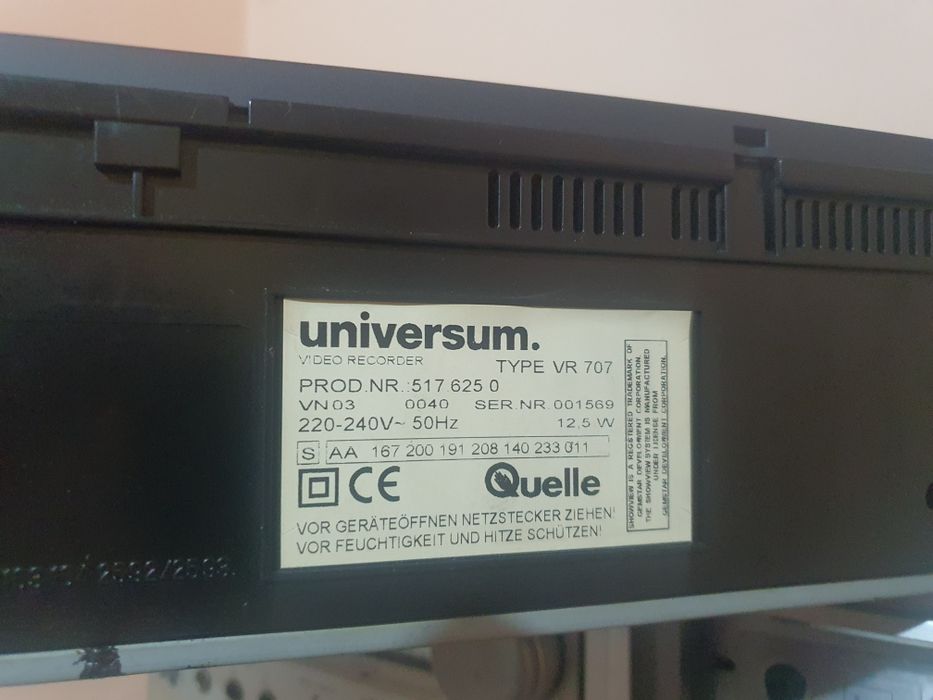 universum.
VIDEO RECORDER TYPE VR 707
PROD.NR.:517 625 0
VN 03 0040 SER.NR. 001569
220-240V~ 50Hz 12,5 W
S AA 167 200 191 208 140 233 011
CE Quelle
VOR GERÄTEÖFFNEN NETZSTECKER ZIEHEN!
VOR FEUCHTIGKEIT UND HITZE SCHÜTZEN!
SHOWVIEW IS A REGISTERED TRADEMARK OF
GEMSTAR DEVELOPMENT CORPORATION.
THE SHOWVIEW SYSTEM IS MANUFACTURED
UNDER LICENSE FROM
GEMSTAR DEVELOPMENT CORPORATION.
2532/2533.